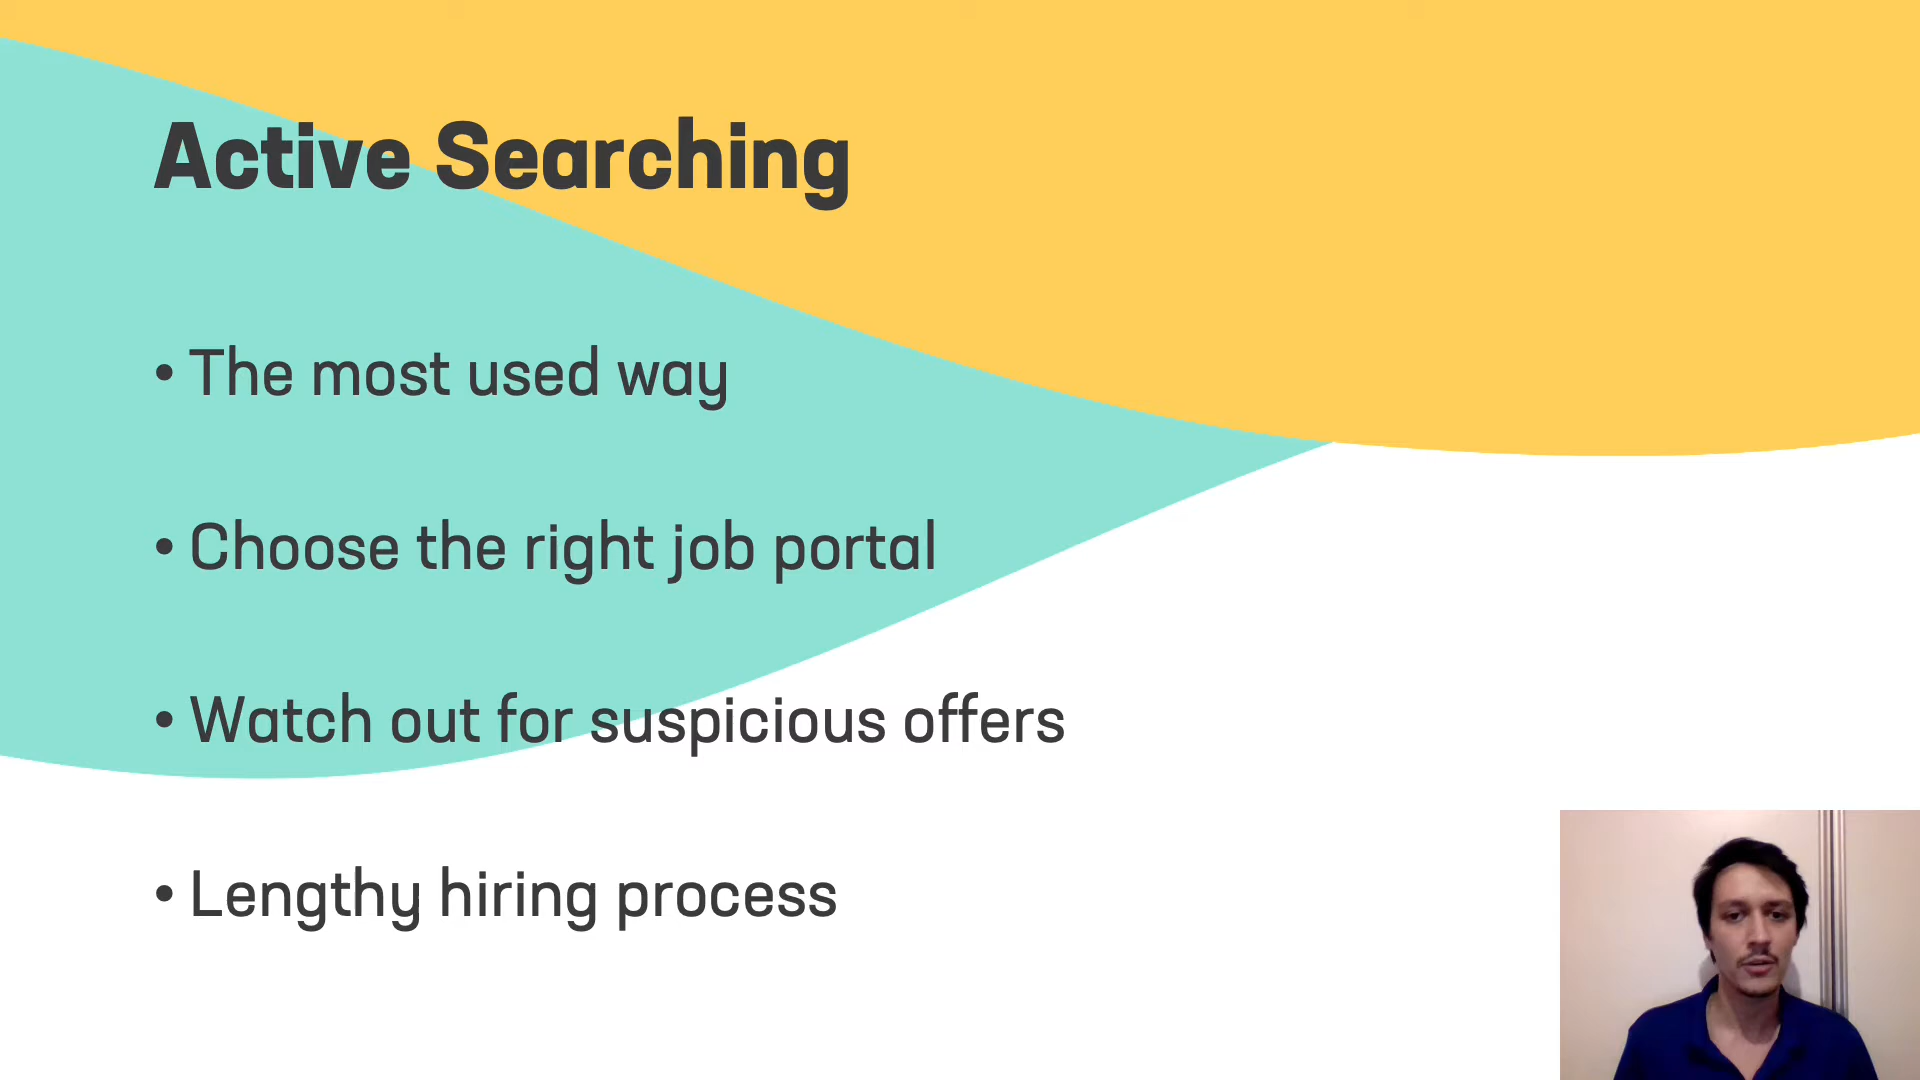 Active Searching
• The most used way
• Choose the right job portal
• Watch out for suspicious offers
• Lengthy hiring process